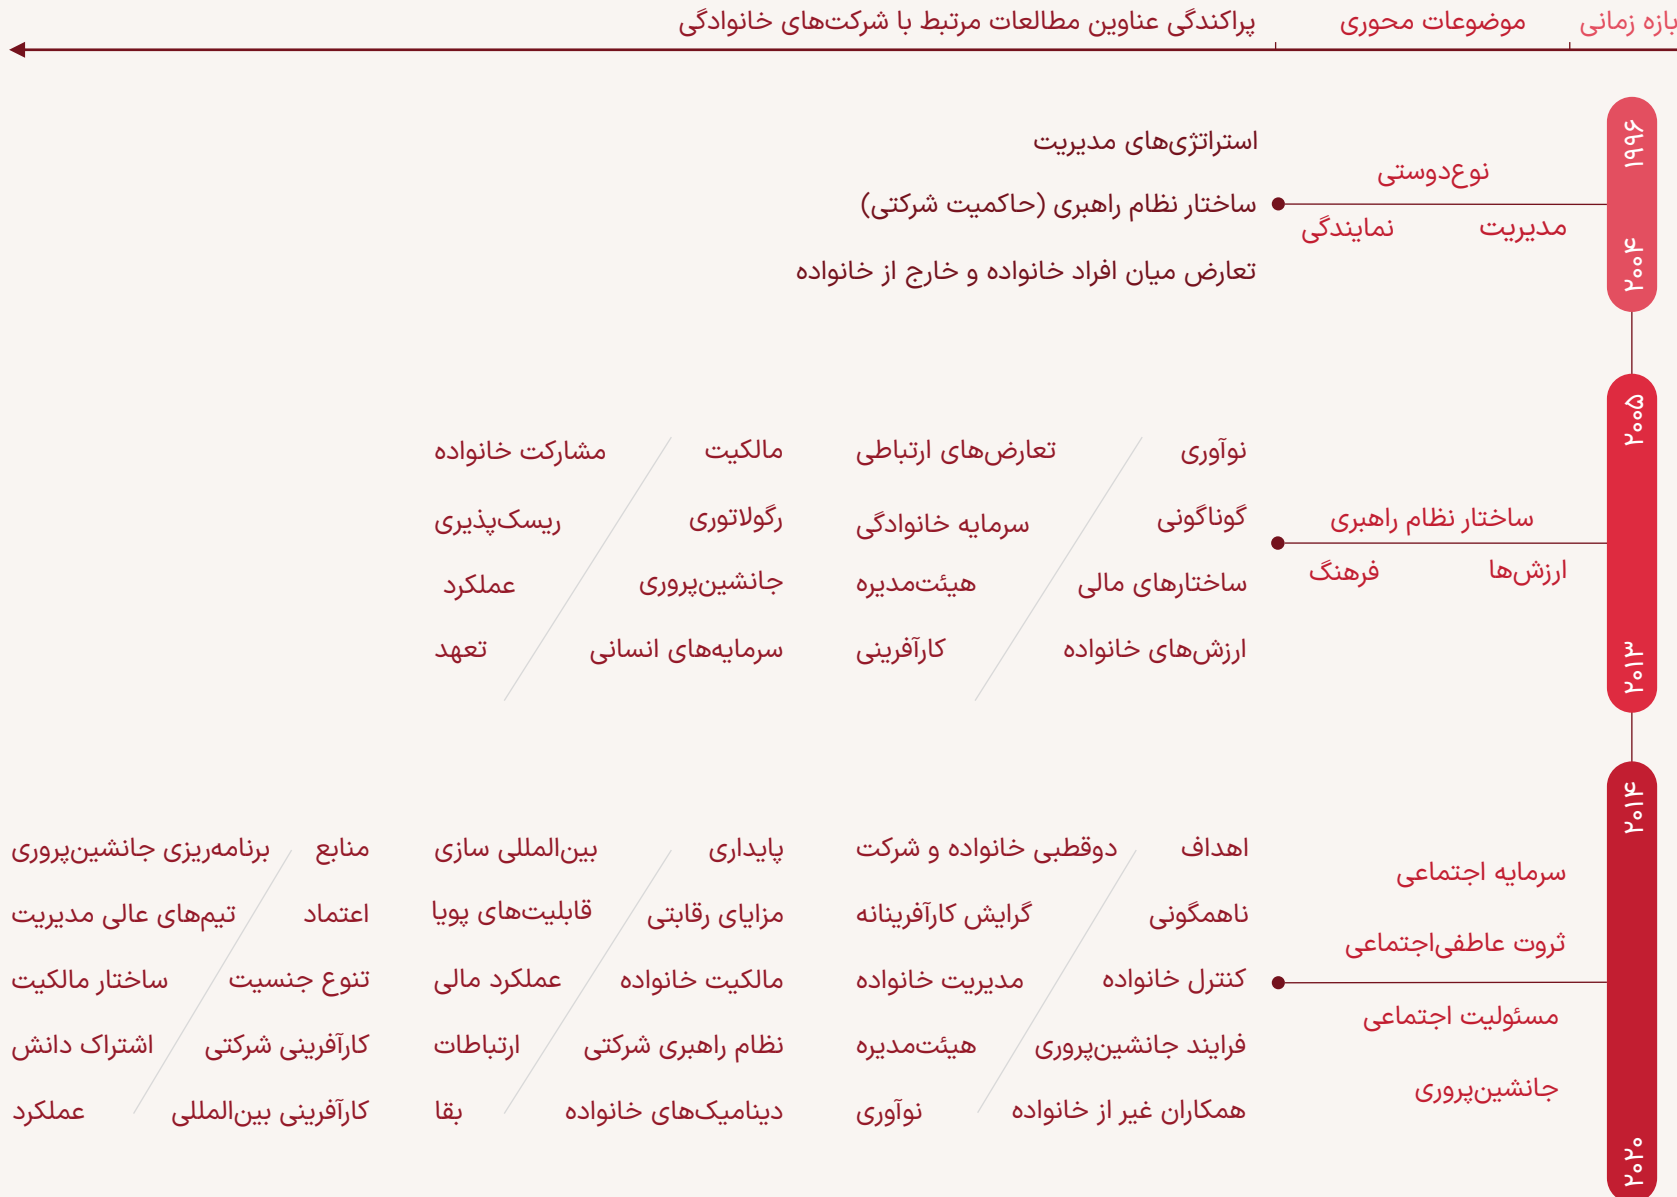 بازه زمانی موضوعات محوری پراکندگی عناوین مطالعات مرتبط با شرکت‌های خانوادگی
۱۹۹۶
۲۰۰۴
نوع‌دوستی
مدیریت نمایندگی
استراتژی‌های مدیریت
ساختار نظام راهبری (حاکمیت شرکتی)
تعارض میان افراد خانواده و خارج از خانواده
۲۰۰۵
۲۰۱۳
ساختار نظام راهبری
ارزش‌ها فرهنگ
نوآوری تعارض‌های ارتباطی مالکیت مشارکت خانواده
گوناگونی سرمایه خانوادگی رگولاتوری ریسک‌پذیری
ساختارهای مالی هیئت‌مدیره جانشین‌پروری عملکرد
ارزش‌های خانواده کارآفرینی سرمایه‌های انسانی تعهد
۲۰۱۴
۲۰۲۰
سرمایه اجتماعی
ثروت عاطفی‌اجتماعی
مسئولیت اجتماعی
جانشین‌پروری
اهداف دوقطبی خانواده و شرکت پایداری بین‌المللی سازی منابع برنامه‌ریزی جانشین‌پروری
ناهمگونی گرایش کارآفرینانه مزایای رقابتی قابلیت‌های پویا اعتماد تیم‌های عالی مدیریت
کنترل خانواده مدیریت خانواده مالکیت خانواده عملکرد مالی تنوع جنسیت ساختار مالکیت
فرایند جانشین‌پروری هیئت‌مدیره نظام راهبری شرکتی ارتباطات کارآفرینی شرکتی اشتراک دانش
همکاران غیر از خانواده نوآوری دینامیک‌های خانواده بقا کارآفرینی بین‌المللی عملکرد